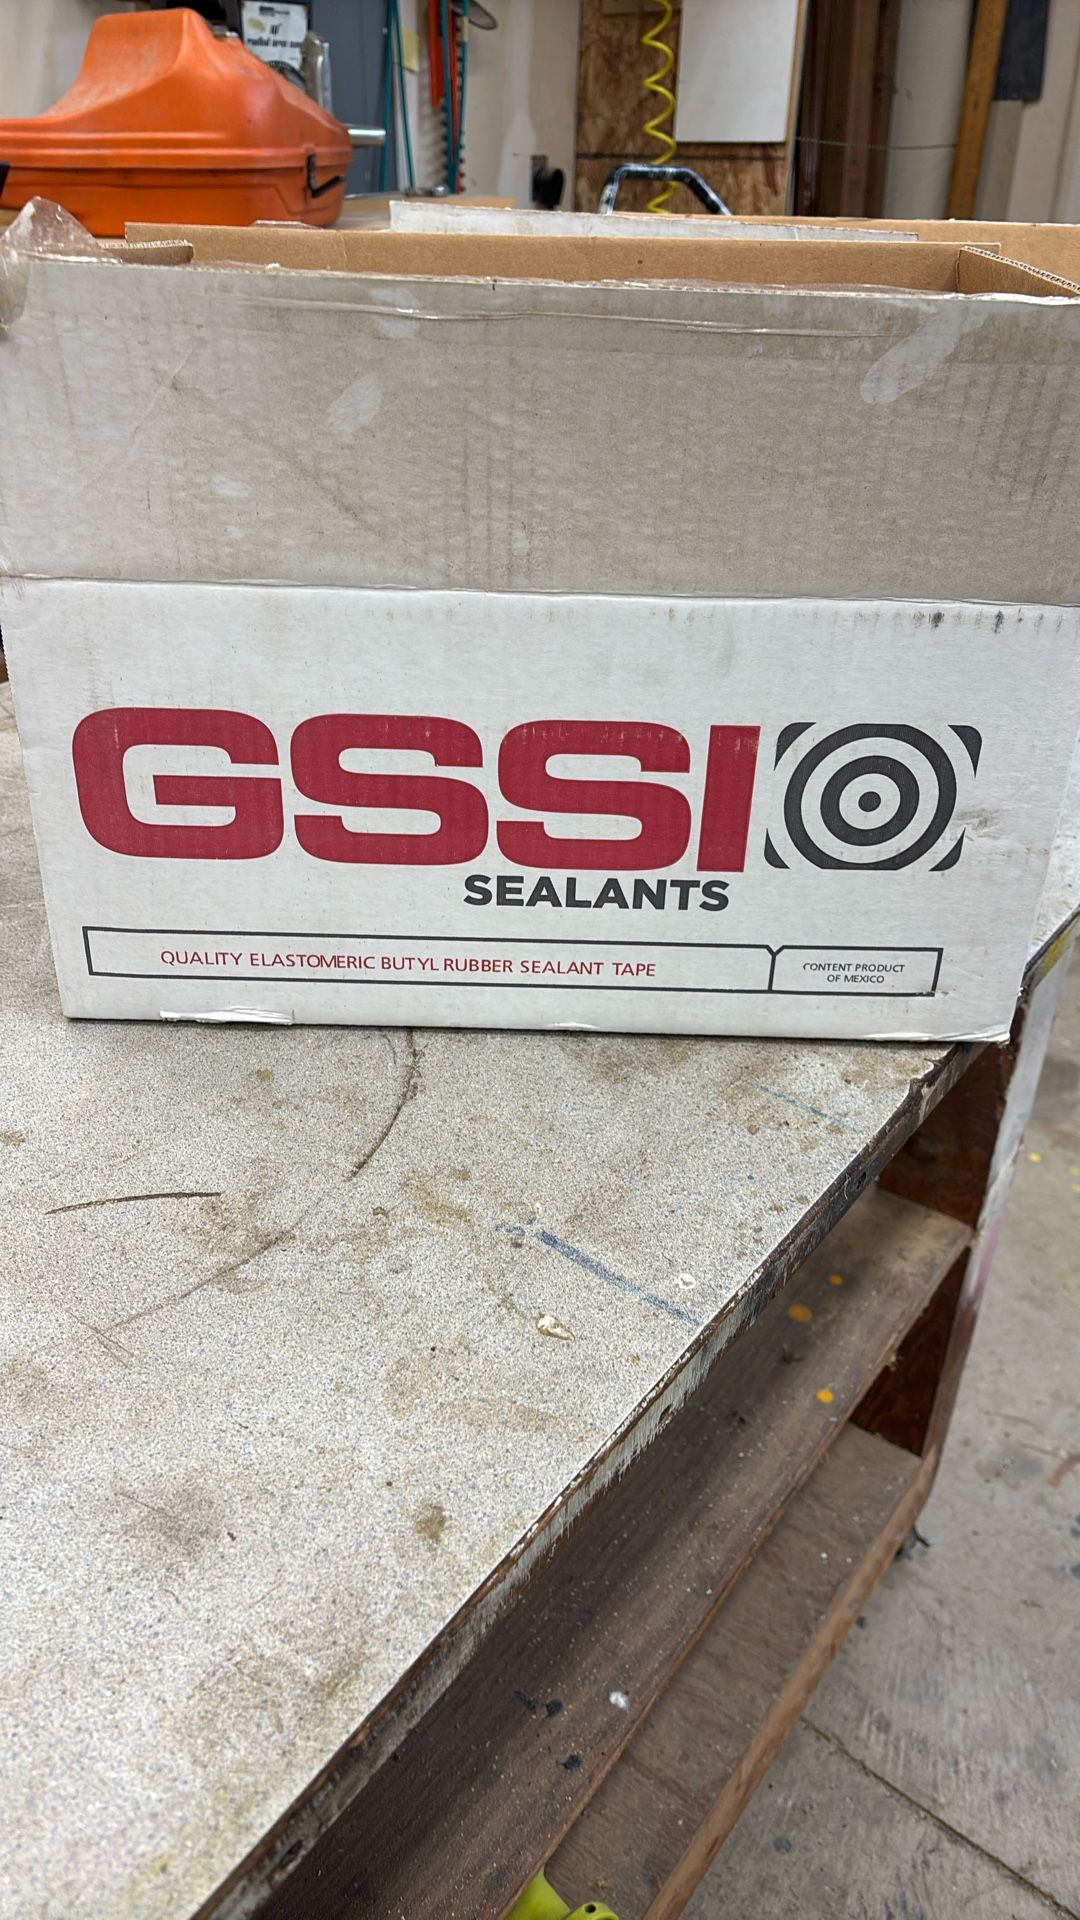 GSSI
SEALANTS
QUALITY ELASTOMERIC BUTYL RUBBER SEALANT TAPE
CONTENT PRODUCT
OF MEXICO